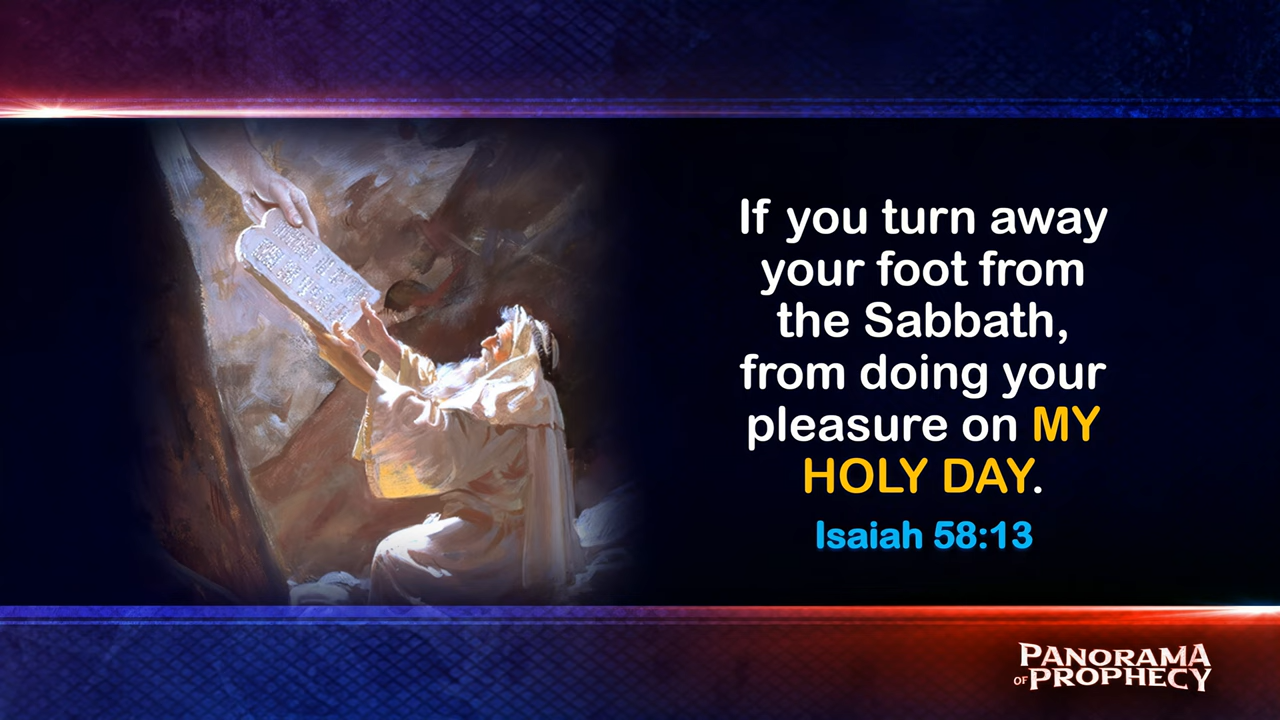 If you turn away
your foot from
the Sabbath,
from doing your
pleasure on MY
HOLY DAY.
Isaiah 58:13
PANORAMA
OF PROPHECY